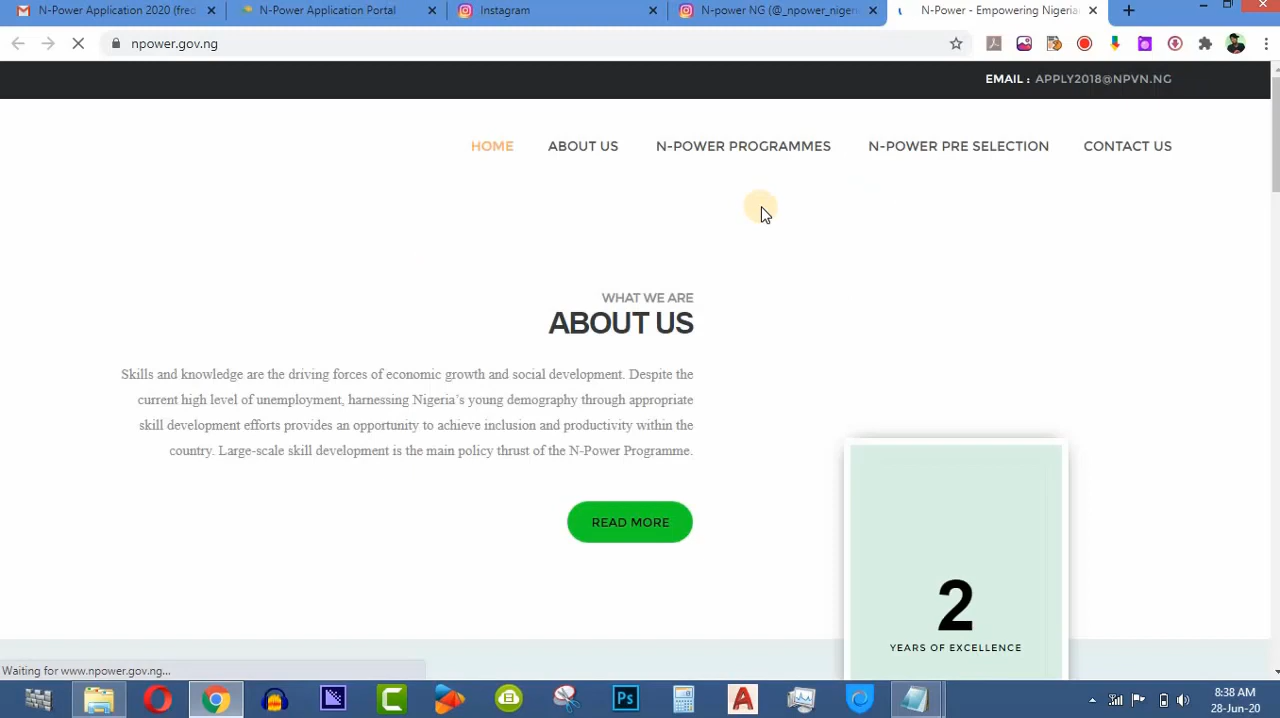 N-Power Application 2020 (fred
N-Power Application Portal
Instagram
N-power NG (@_npower_niger
N-Power - Empowering Nigeria
npower.gov.ng
EMAIL : APPLY2018@NPVN.NG
HOME
ABOUT US
N-POWER PROGRAMMES
N-POWER PRE SELECTION
CONTACT US
WHAT WE ARE
ABOUT US
Skills and knowledge are the driving forces of economic growth and social development. Despite the
current high level of unemployment, harnessing Nigeria's young demography through appropriate
skill development efforts provides an opportunity to achieve inclusion and productivity within the
country. Large-scale skill development is the main policy thrust of the N-Power Programme.
READ MORE
2
YEARS OF EXCELLENCE
Waiting for www.npower.gov.ng...
Ps
8:38 AM
28-Jun-20